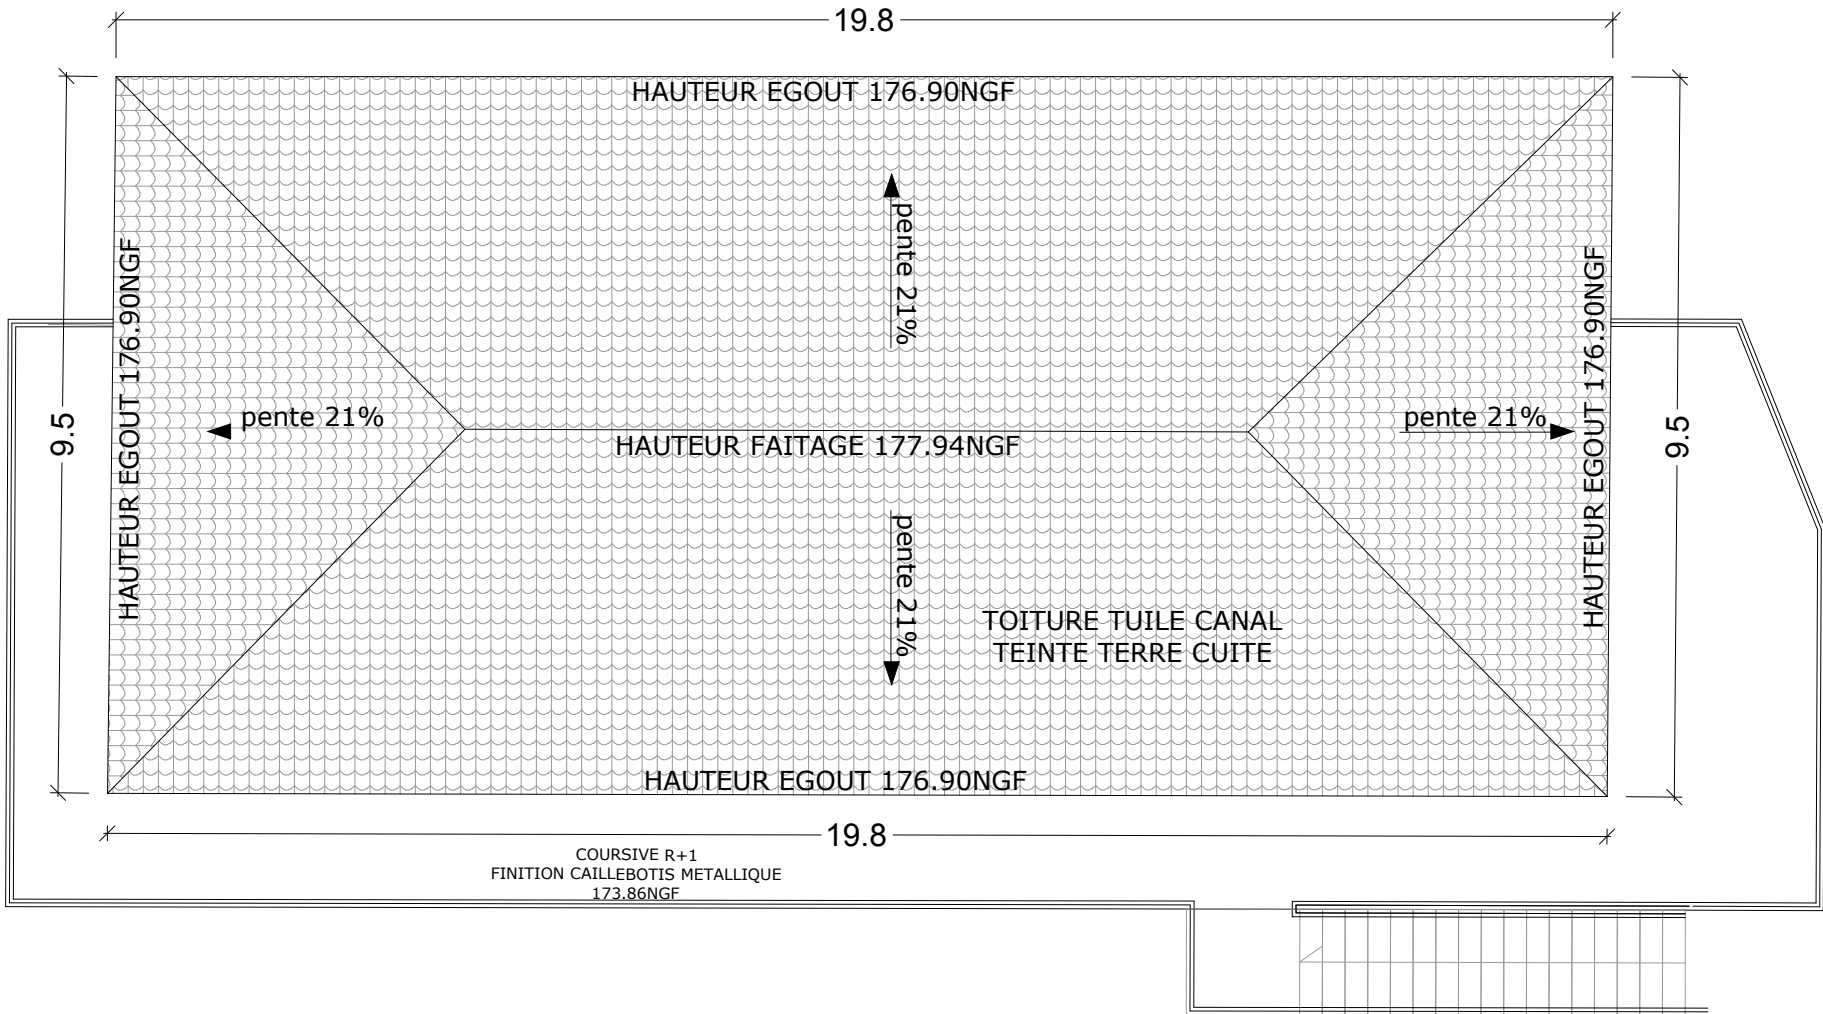 19.8
HAUTEUR EGOUT 176.90NGF
pente 21%
HAUTEUR EGOUT 176.90NGF
HAUTEUR EGOUT 176.90NGF
9.5
pente 21%
pente 21%
9.5
HAUTEUR FAITAGE 177.94NGF
pente 21%
TOITURE TUILE CANAL
TEINTE TERRE CUITE
HAUTEUR EGOUT 176.90NGF
19.8
COURSIVE R+1
FINITION CAILLEBOTIS METALLIQUE
173.86NGF